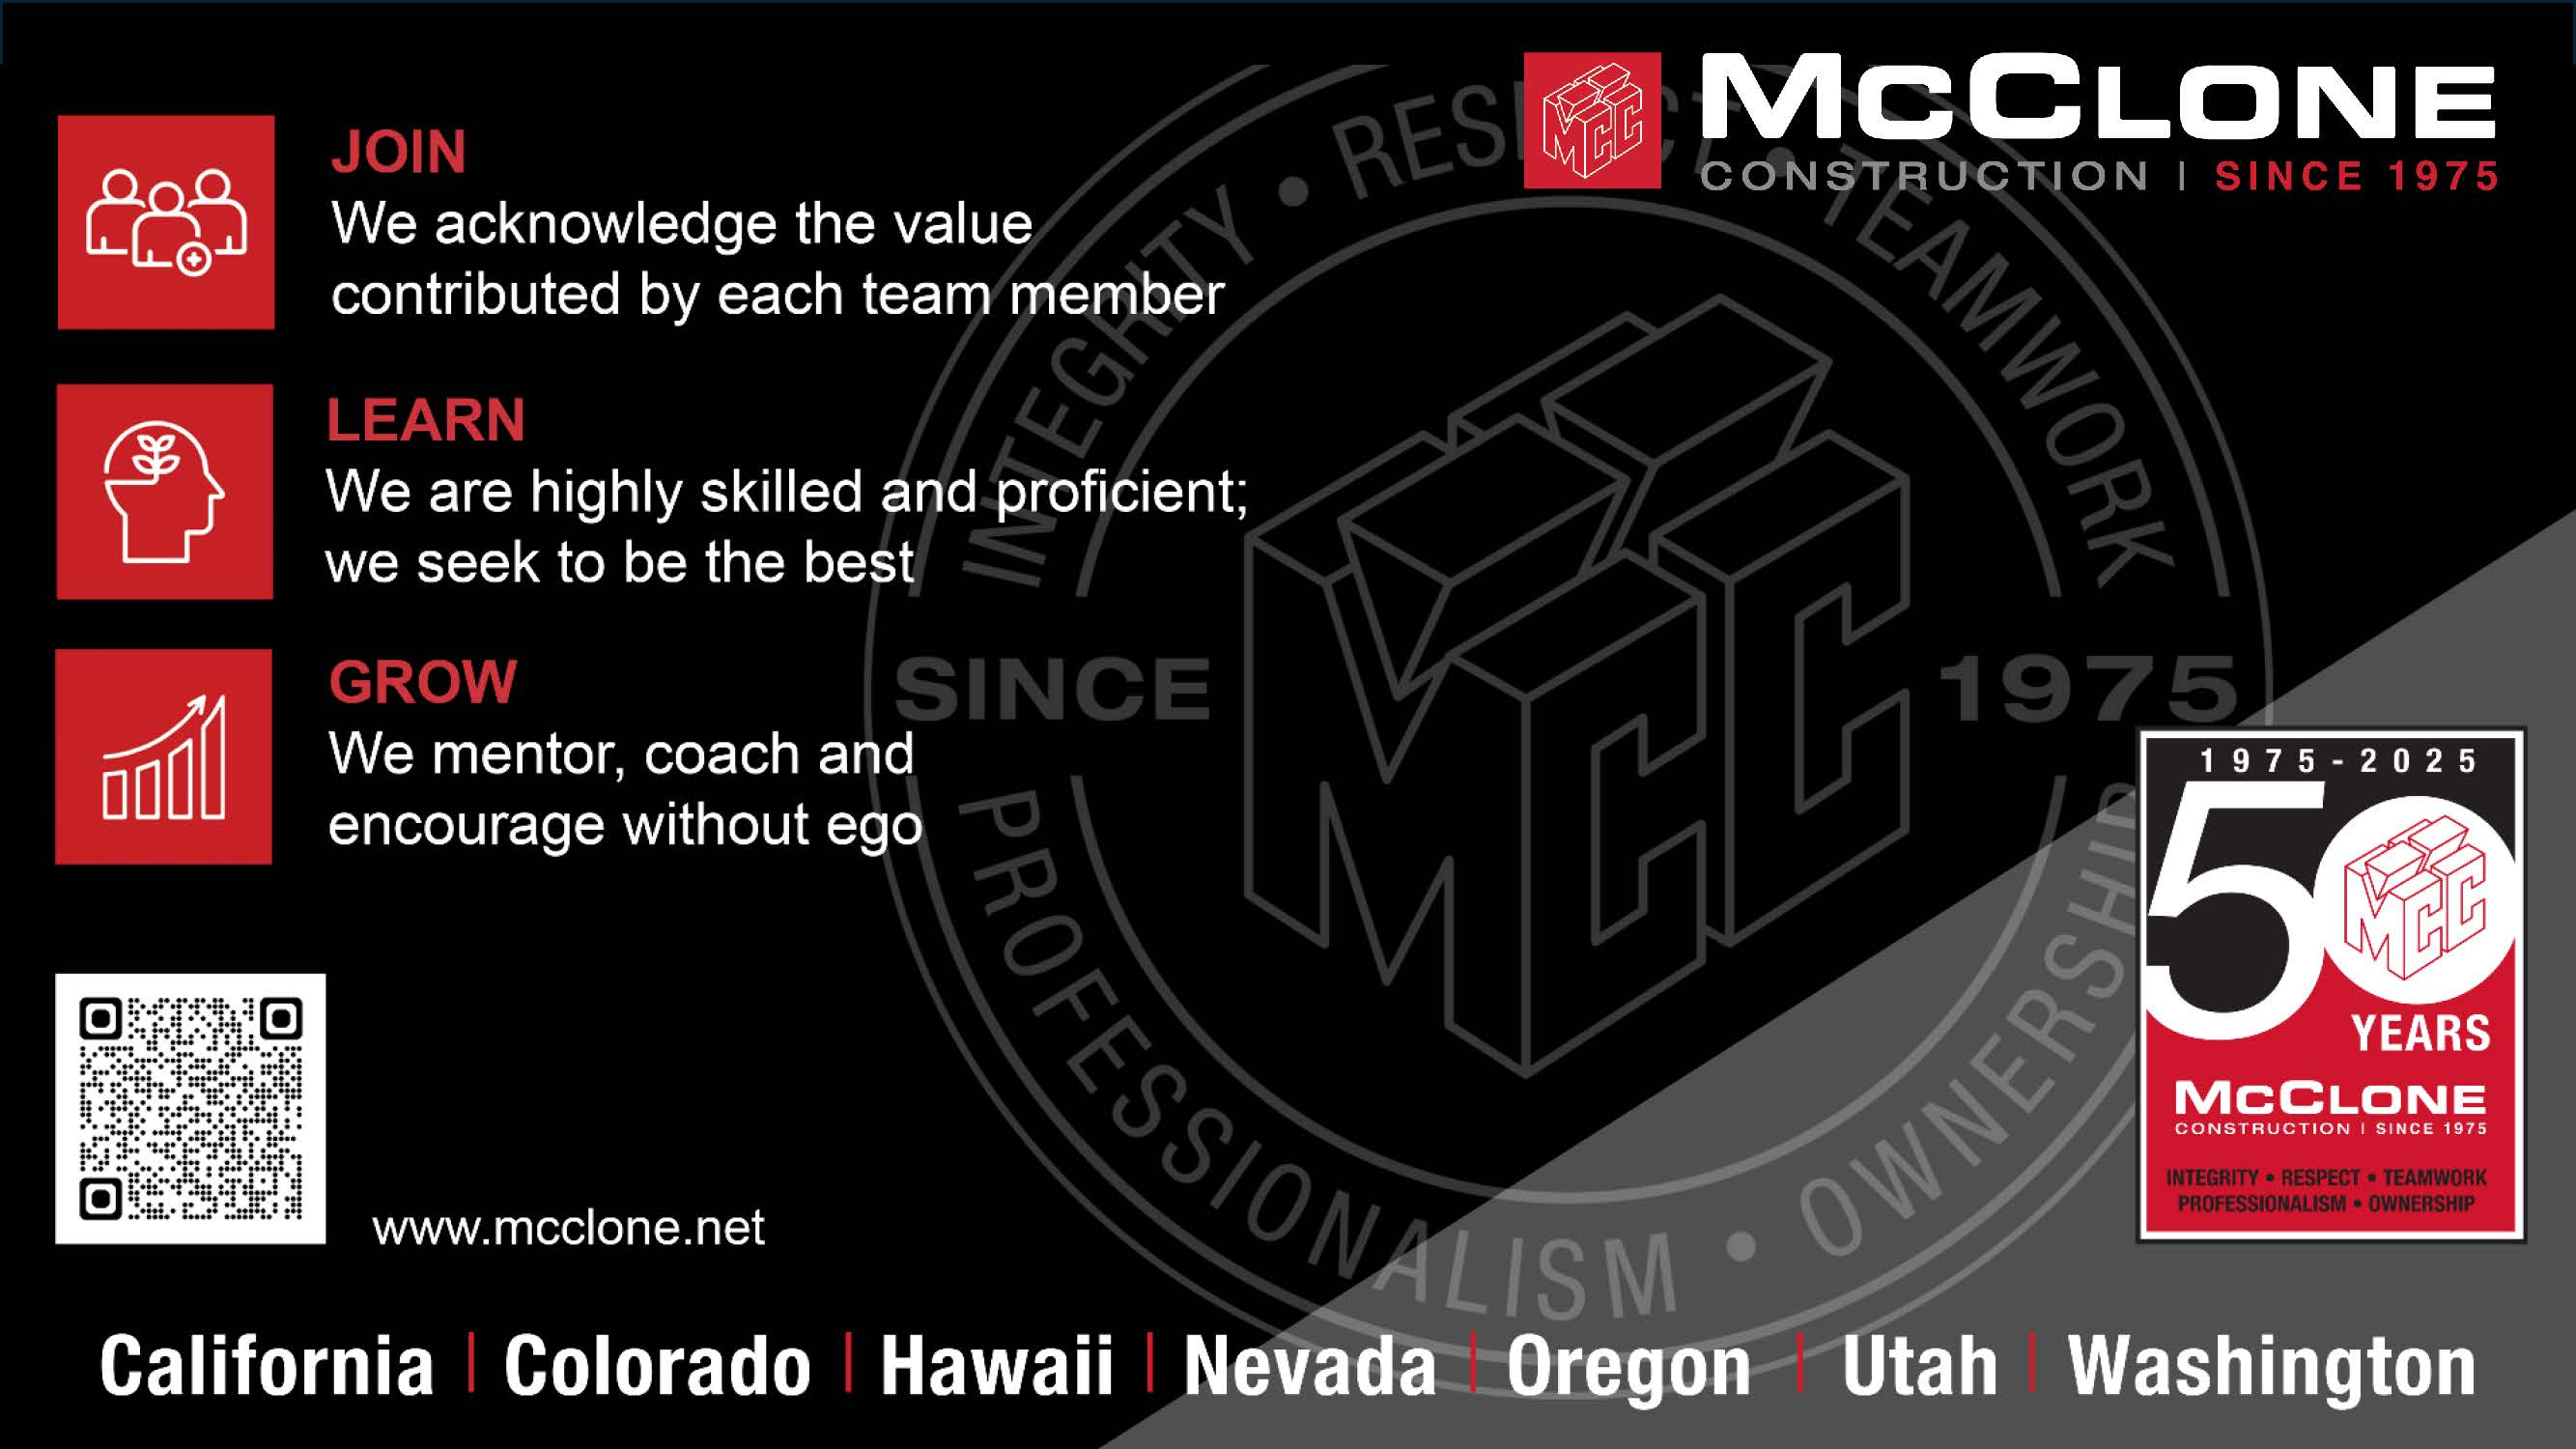 MCCLONE
CONSTRUCTION | SINCE 1975
JOIN
We acknowledge the value
contributed by each team member
LEARN
We are highly skilled and proficient;
we seek to be the best
GROW
We mentor, coach and
encourage without ego
INTEGRITY • RESPECT • TEAMWORK
SINCE 1975
MCC
PROFESSIONALISM • OWNERSHIP
1975-2025
50
MCC
YEARS
MCCLONE
CONSTRUCTION | SINCE 1975
INTEGRITY • RESPECT • TEAMWORK
PROFESSIONALISM • OWNERSHIP
www.mcclone.net
California | Colorado | Hawaii | Nevada | Oregon | Utah | Washington